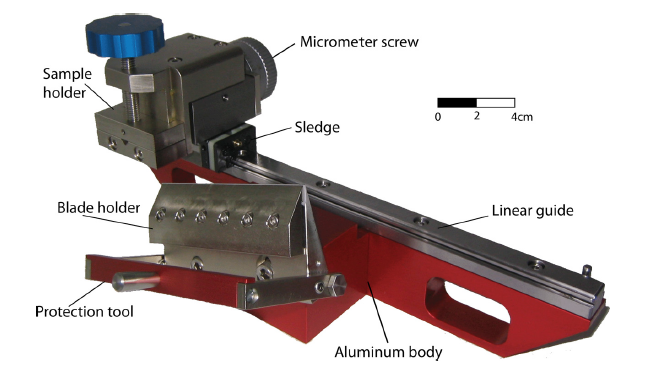 Micrometer screw
Sample
holder
Sledge
0 2 4cm
Blade holder
Linear guide
Protection tool
Aluminum body